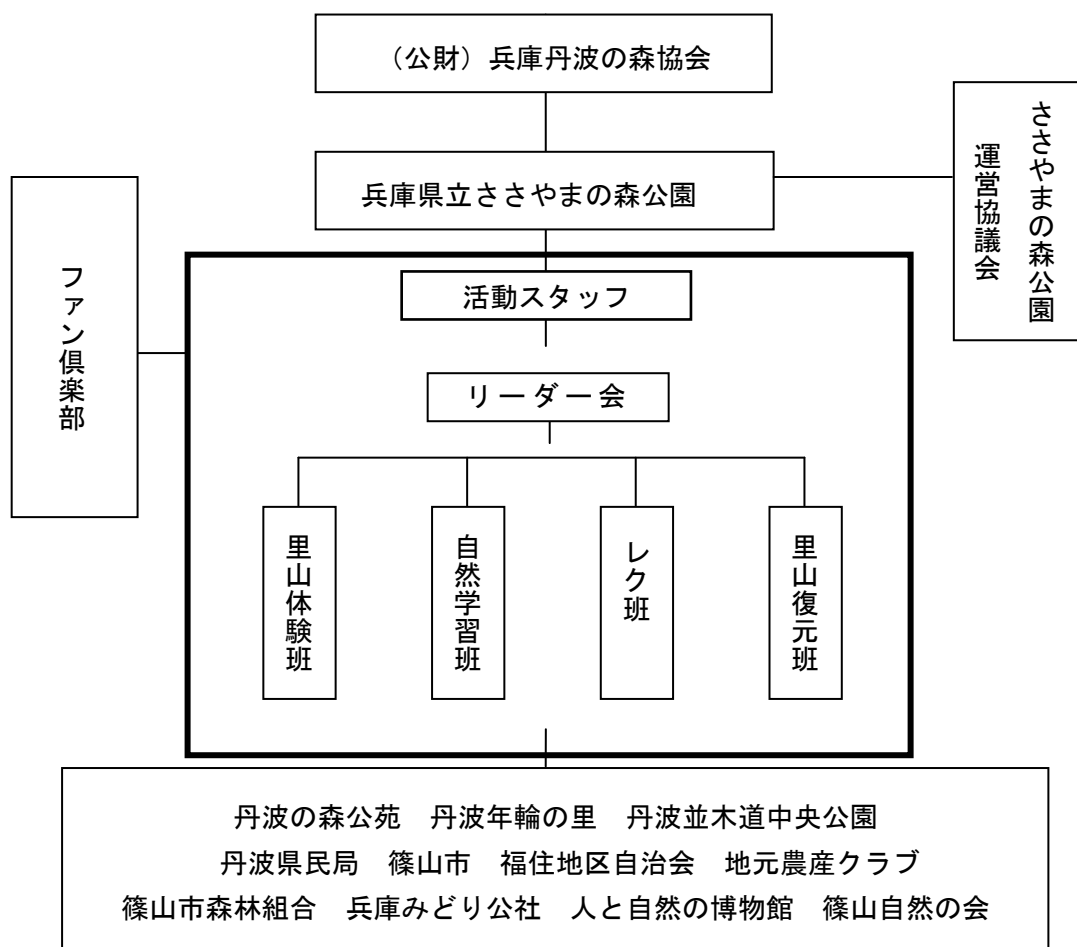 （公財）兵庫丹波の森協会
兵庫県立ささやまの森公園
ささやまの森公園
運営協議会
ファン倶楽部
活動スタッフ
リーダー会
里山体験班
自然学習班
レク班
里山復元班
丹波の森公苑　丹波年輪の里　丹波並木道中央公園
丹波県民局　篠山市　福住地区自治会　地元農産クラブ
篠山市森林組合　兵庫みどり公社　人と自然の博物館　篠山自然の会